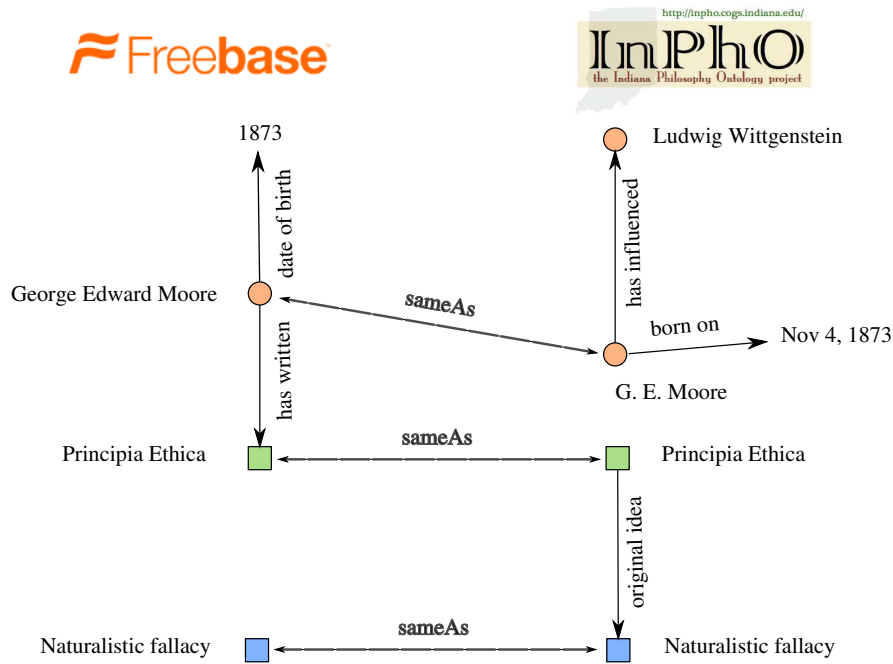 http://inpho.cogs.indiana.edu/
Freebase
InPhO
the Indiana Philosophy Ontology project
1873
Ludwig Wittgenstein
date of birth
has influenced
George Edward Moore
sameAs
born on
Nov 4, 1873
has written
G. E. Moore
Principia Ethica
sameAs
Principia Ethica
original idea
Naturalistic fallacy
sameAs
Naturalistic fallacy